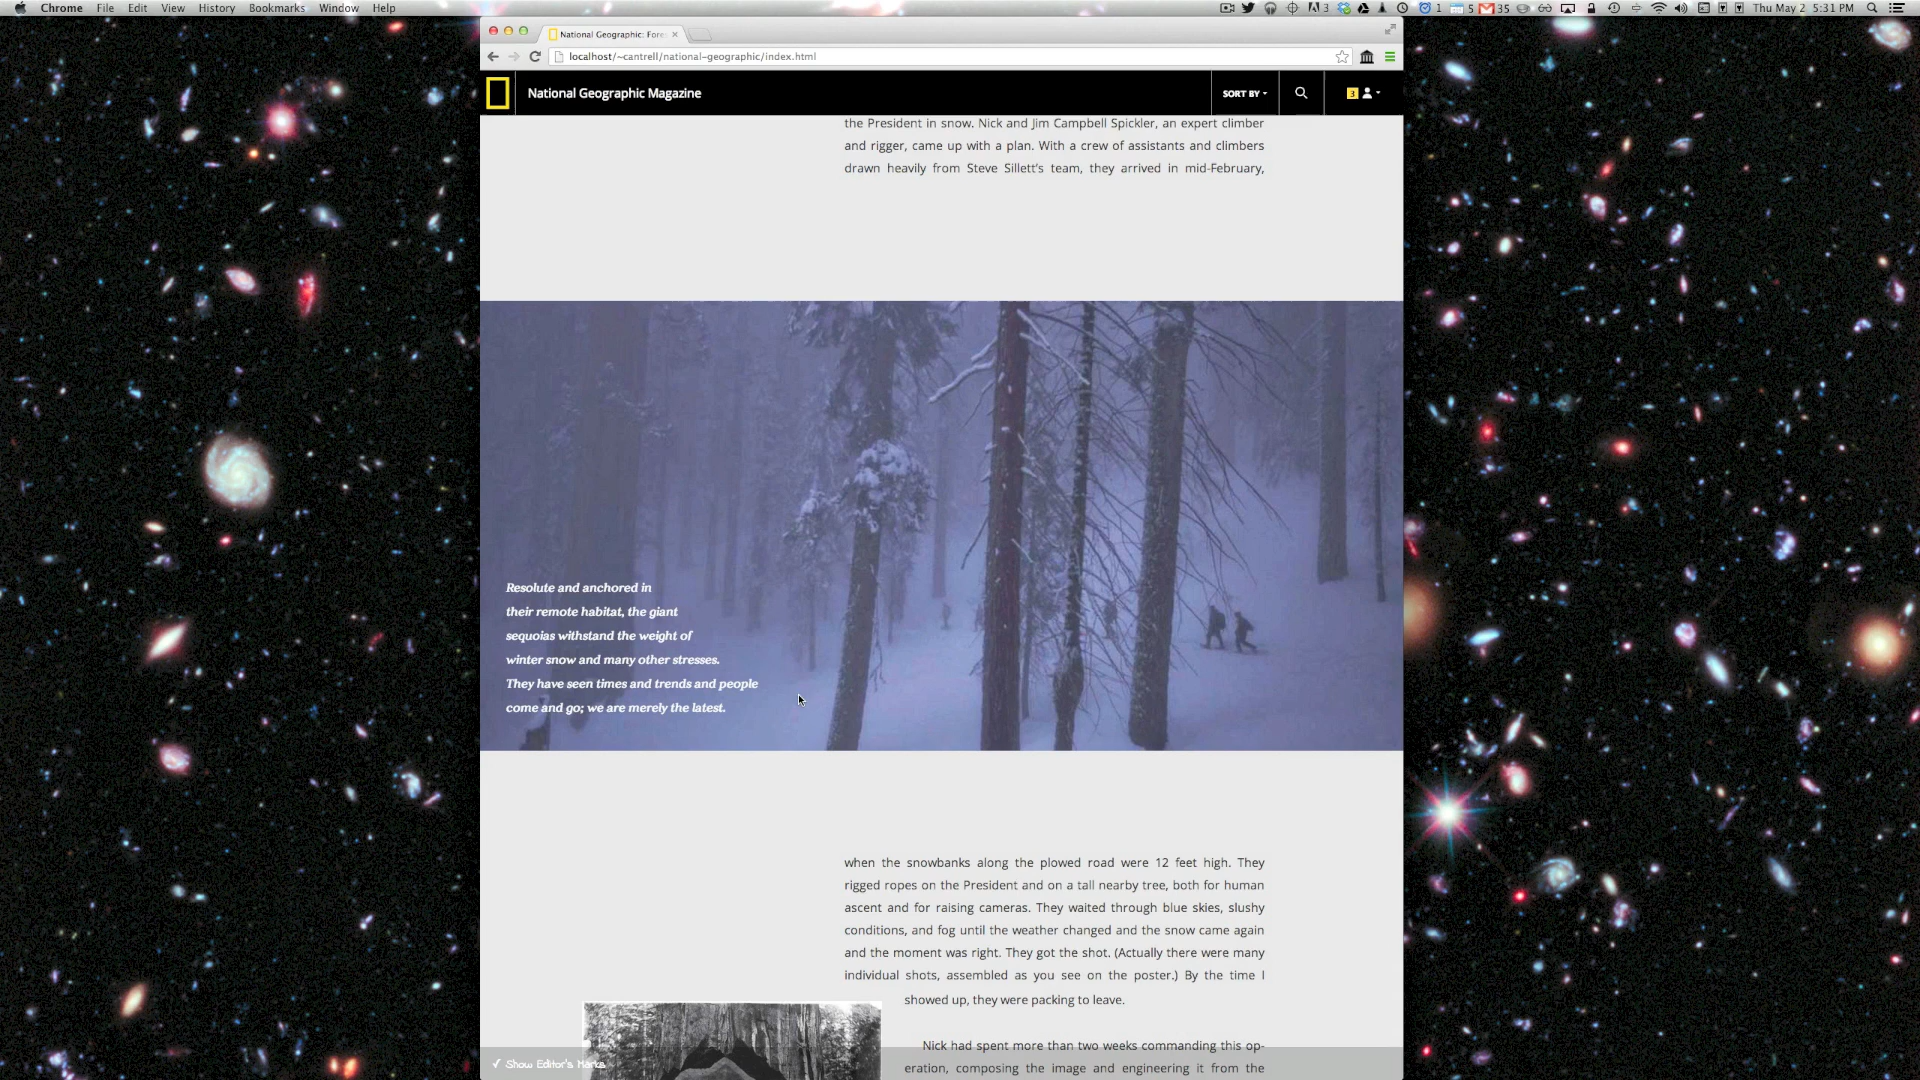 Chrome File Edit View History Bookmarks Window Help
3 1 5 35 Thu May 2 5:31 PM
National Geographic: Fore
localhost/~cantrell/national-geographic/index.html
National Geographic Magazine SORT BY 3
the President in snow. Nick and Jim Campbell Spickler, an expert climber
and rigger, came up with a plan. With a crew of assistants and climbers
drawn heavily from Steve Sillett's team, they arrived in mid-February,
Resolute and anchored in
their remote habitat, the giant
sequoias withstand the weight of
winter snow and many other stresses.
They have seen times and trends and people
come and go; we are merely the latest.
when the snowbanks along the plowed road were 12 feet high. They
rigged ropes on the President and on a tall nearby tree, both for human
ascent and for raising cameras. They waited through blue skies, slushy
conditions, and fog until the weather changed and the snow came again
and the moment was right. They got the shot. (Actually there were many
individual shots, assembled as you see on the poster.) By the time I
showed up, they were packing to leave.
Nick had spent more than two weeks commanding this op-
eration, composing the image and engineering it from the
✓ Show Editor's Marks